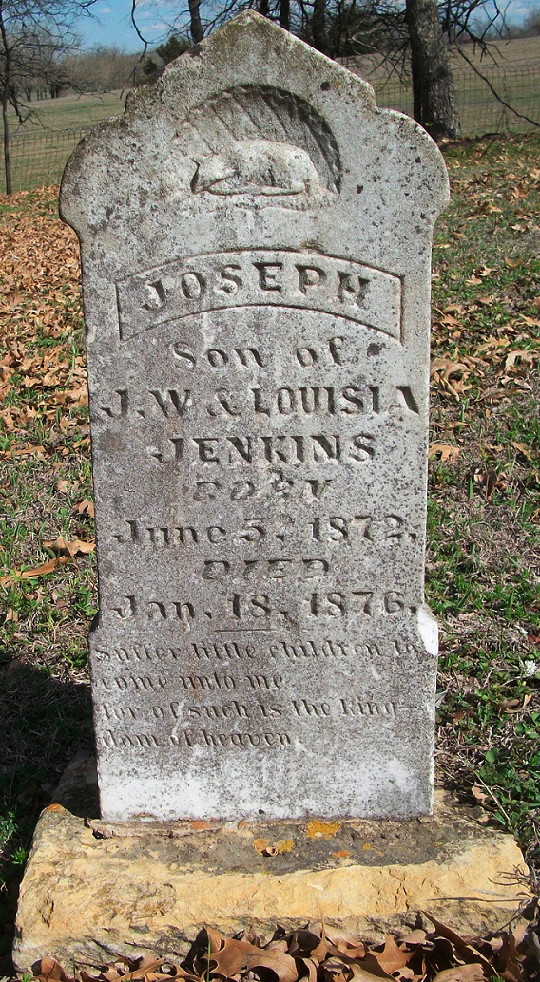 JOSEPH
Son of
J.W & LOUISIA
JENKINS
BORN
June 5, 1872.
DIED
Jan. 18, 1876.
Suffer little children to
come unto me
for of such is the king-
dom of heaven.